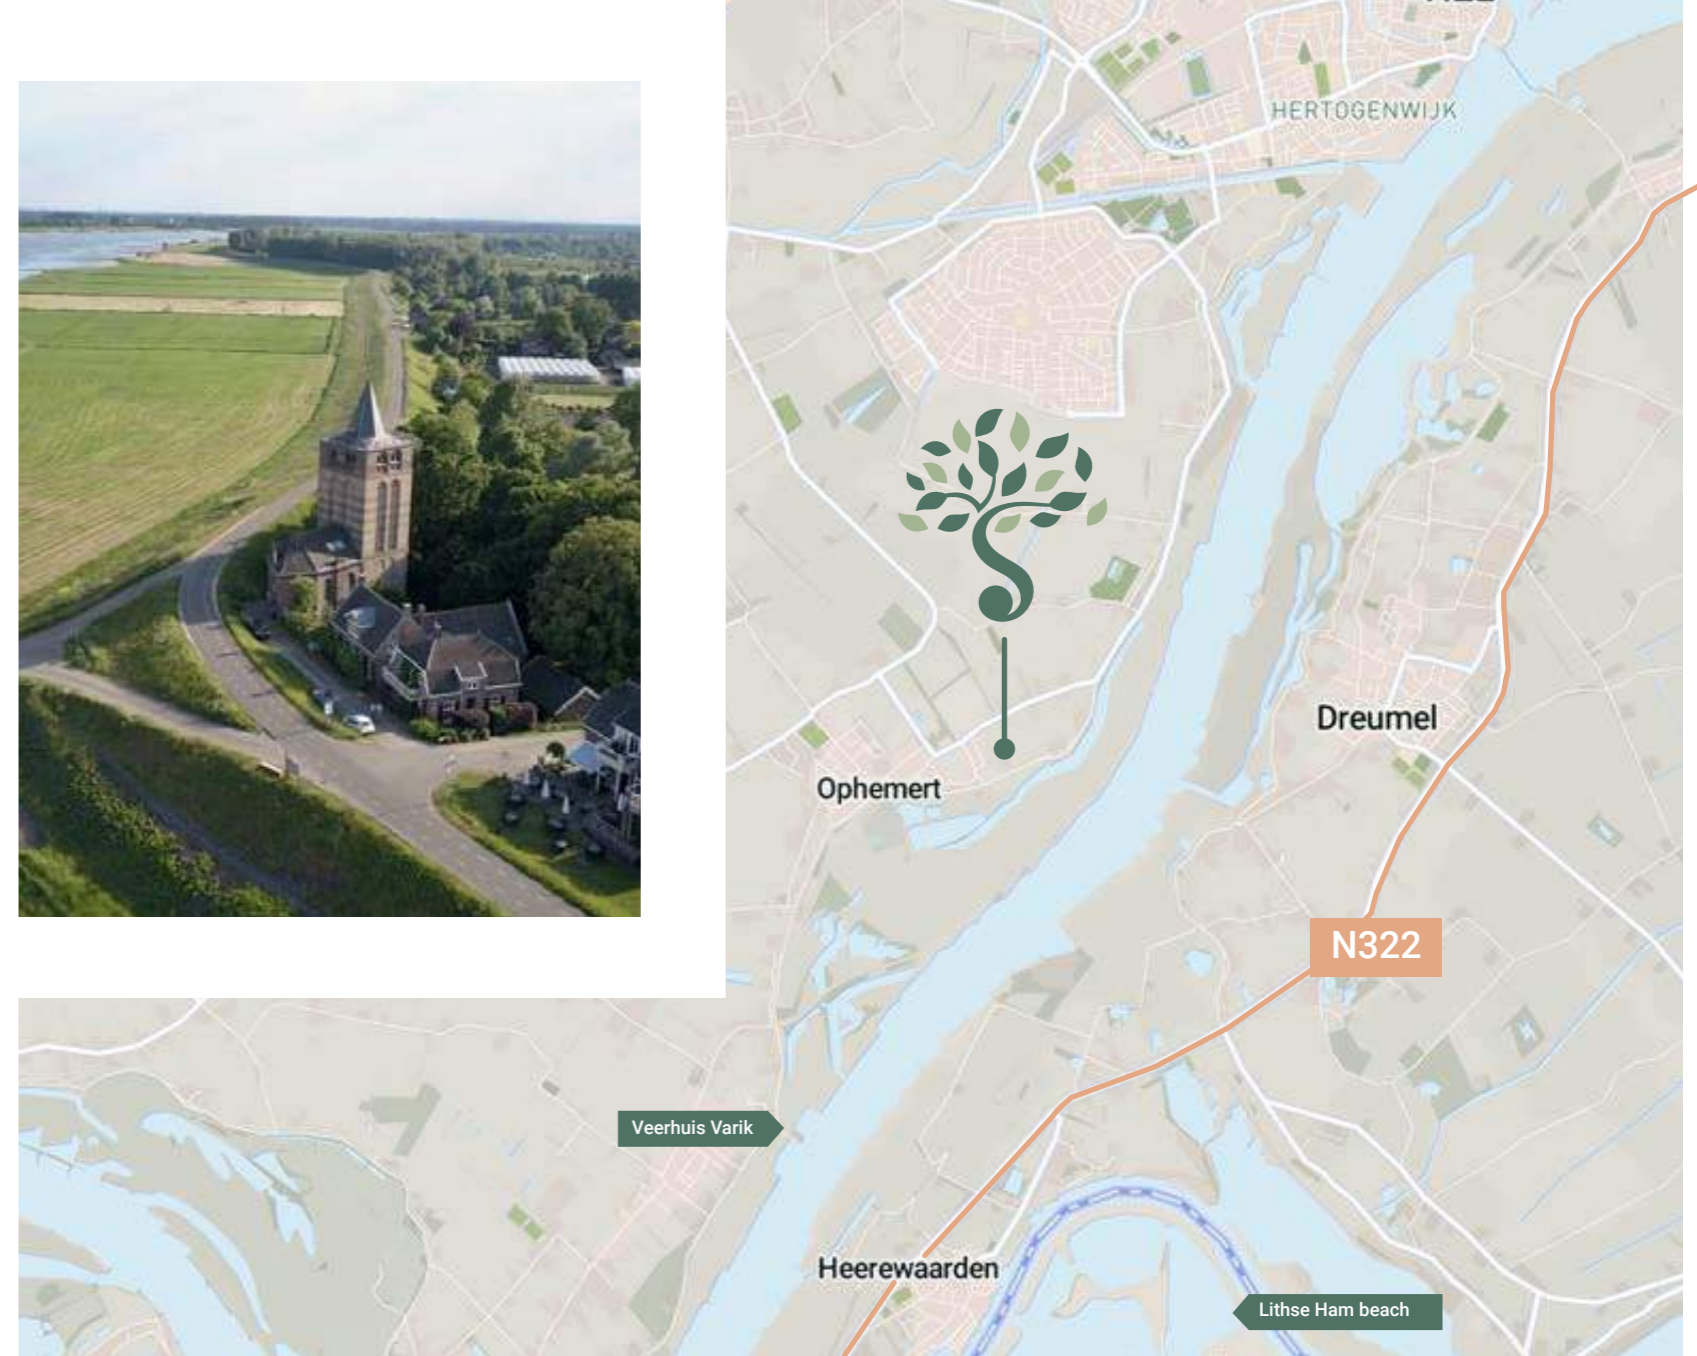 HERTOGENWIJK
Dreumel
Ophemert
N322
Veerhuis Varik
Heerewaarden
Lithse Ham beach